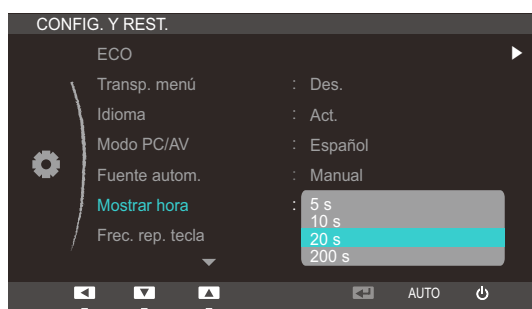 CONFIG. Y REST.
ECO
Transp. menú : Des.
Idioma : Act.
Modo PC/AV : Español
Fuente autom. : Manual
Mostrar hora : 5 s
10 s
20 s
200 s
Frec. rep. tecla
AUTO